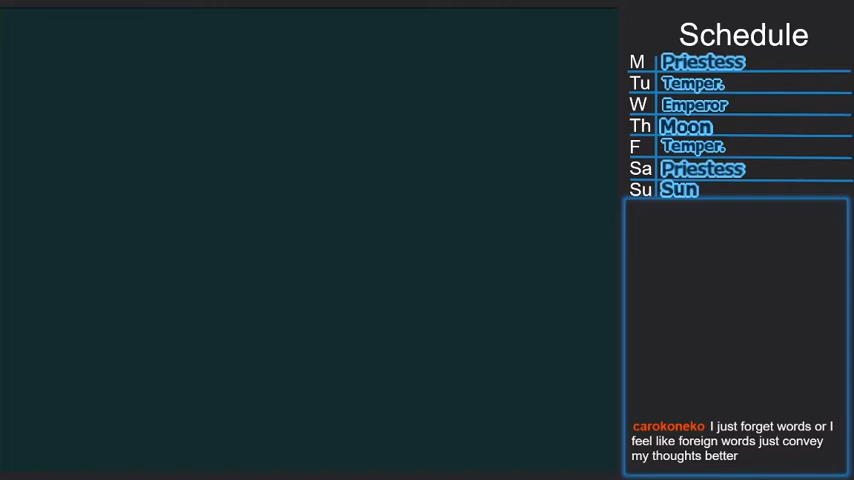 Schedule
M Priestess
Tu Temper.
W Emperor
Th Moon
F Temper.
Sa Priestess
Su Sun
carokoneko I just forget words or I
feel like foreign words just convey
my thoughts better